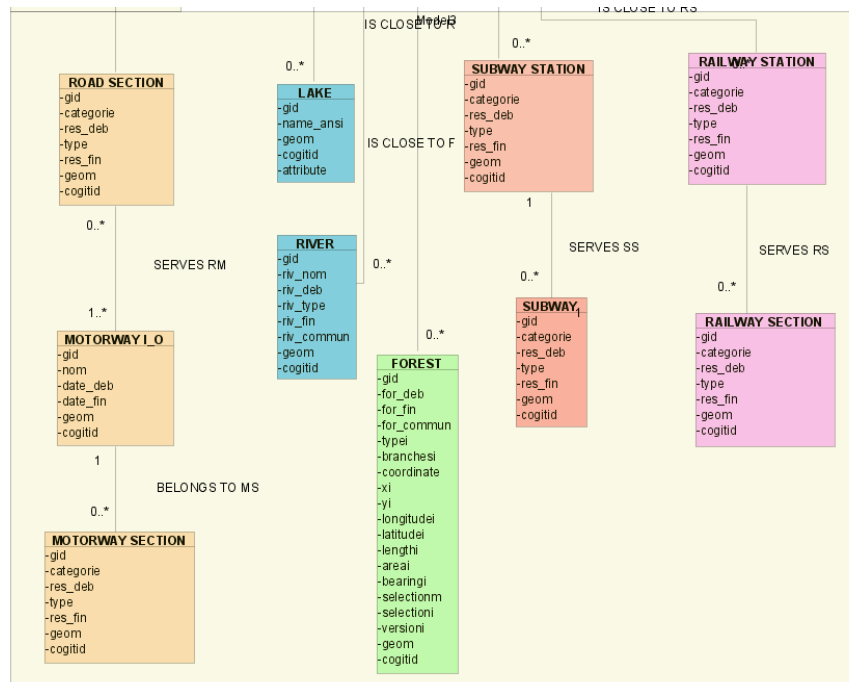 IS CLOSE TO RS
IS CLOSE TO R
Model3
0..*
0..*
ROAD SECTION
-gid
-categorie
-res_deb
-type
-res_fin
-geom
-cogitid
LAKE
-gid
-name_ansi
-geom
-cogitid
-attribute
SUBWAY STATION
-gid
-categorie
-res_deb
-type
-res_fin
-geom
-cogitid
RAILWAY STATION
0..*
-gid
-categorie
-res_deb
-type
-res_fin
-geom
-cogitid
IS CLOSE TO F
0..*
SERVES RM
1..*
RIVER
-gid
-riv_nom
-riv_deb
-riv_type
-riv_fin
-riv_commun
-geom
-cogitid
0..*
0..*
1
SERVES SS
0..*
SERVES RS
0..*
MOTORWAY I_O
-gid
-nom
-date_deb
-date_fin
-geom
-cogitid
FOREST
-gid
-for_deb
-for_fin
-for_commun
-typei
-branchesi
-coordinate
-xi
-yi
-longitudei
-latitudei
-lengthi
-areai
-bearingi
-selectionm
-selectioni
-versioni
-geom
-cogitid
SUBWAY
1
-gid
-categorie
-res_deb
-type
-res_fin
-geom
-cogitid
RAILWAY SECTION
-gid
-categorie
-res_deb
-type
-res_fin
-geom
-cogitid
1
BELONGS TO MS
0..*
MOTORWAY SECTION
-gid
-categorie
-res_deb
-type
-res_fin
-geom
-cogitid